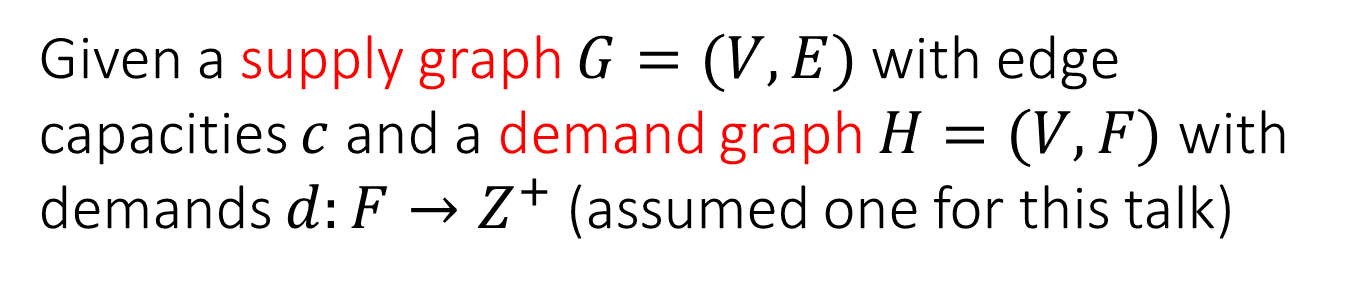 Given a supply graph G = (V, E) with edge
capacities c and a demand graph H = (V, F) with
demands d: F → Z⁺ (assumed one for this talk)